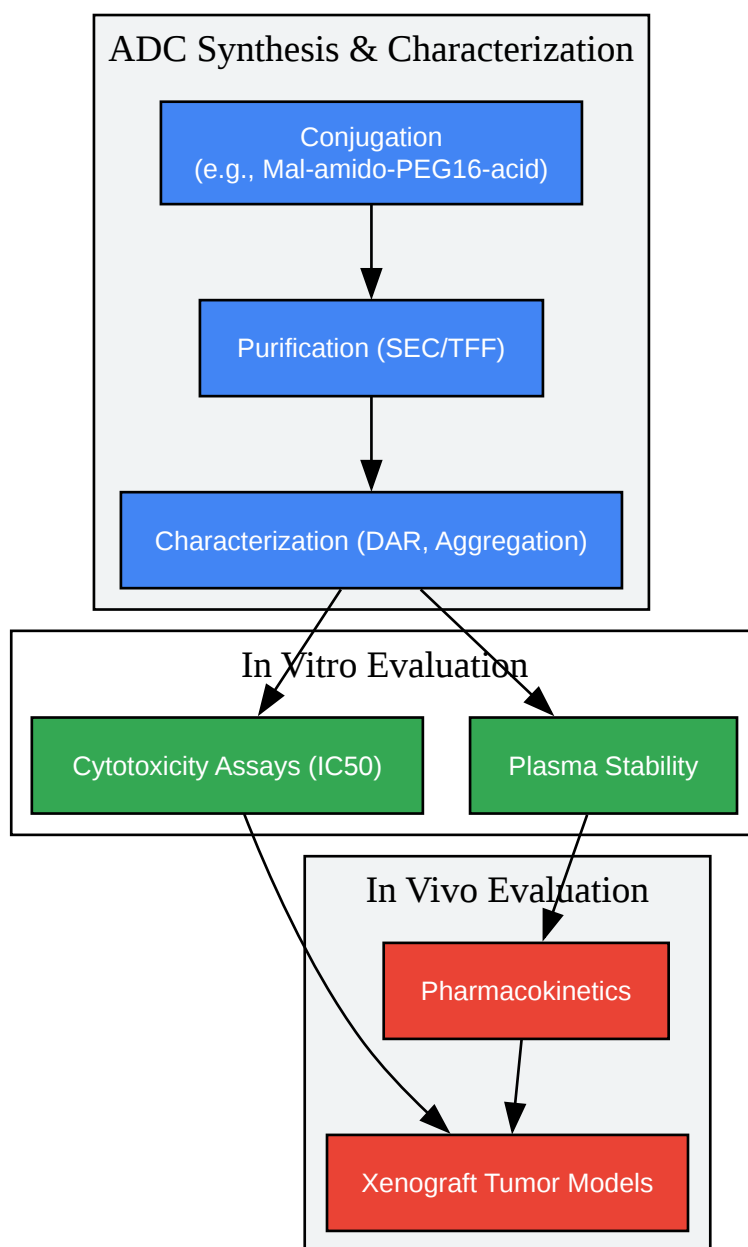 ADC Synthesis & Characterization
Conjugation
(e.g., Mal-amido-PEG16-acid)
Purification (SEC/TFF)
Characterization (DAR, Aggregation)
In Vitro Evaluation
Cytotoxicity Assays (IC50)
Plasma Stability
In Vivo Evaluation
Pharmacokinetics
Xenograft Tumor Models